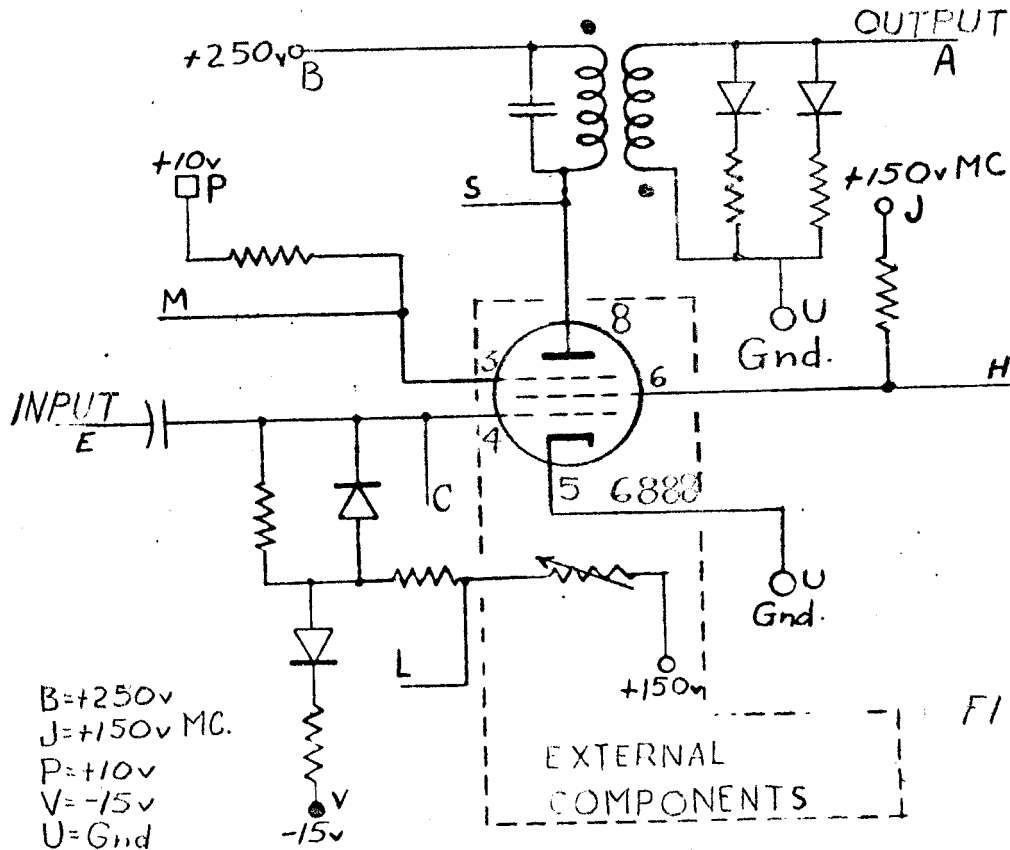 OUTPUT
A
+250v
B
+10v
P
S
+150v MC
J
M
8
U
Gnd.
3
6
H
INPUT
E
4
C
5
6888
U
Gnd.
L
+150v
B=+250v
J=+150v MC.
P=+10v
V=-15v
U=Gnd
V
-15v
EXTERNAL
COMPONENTS
F1